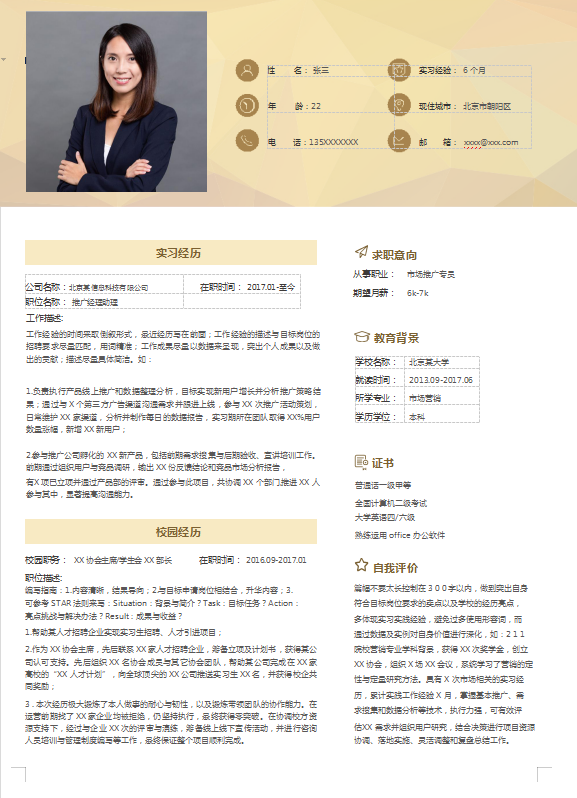 姓 名： 张三
实习经验： 6 个月
年 龄：22
现住城市： 北京市朝阳区
电 话：135XXXXXXX
邮 箱： xxxx@xxx.com
实习经历
公司名称：北京某信息科技有限公司 在职时间： 2017.01-至今
职位名称： 推广经理助理
工作描述:
工作经验的时间采取倒叙形式，最近经历写在前面；工作经验的描述与目标岗位的
招聘要求尽量匹配，用词精准；工作成果尽量以数据来呈现，突出个人成果以及做
出的贡献；描述尽量具体简洁。如:
1.负责执行产品线上推广和数据整理分析，目标实现新用户增长并分析推广策略结
果；通过与 X 个第三方广告渠道沟通需求并跟进上线，参与 XX 次推广活动策划，
日常维护 XX 家渠道，分析并制作每日的数据报告，实习期所在团队取得 XX%用户
数量涨幅，新增 XX 新用户；
2.参与推广公司孵化的 XX 新产品，包括前期需求搜集与后期验收、宣讲培训工作。
前期通过组织用户与竞品调研，输出 XX 份反馈结论和竞品市场分析报告，
有X 项已立项并通过产品部的评审。通过参与此项目，共协调 XX 个部门推进 XX 人
参与其中，显著提高沟通能力。
校园经历
校园职务： XX 协会主席/学生会 XX 部长 在职时间： 2016.09-2017.01
职位描述:
编写指南：1.内容清晰，结果导向；2.与目标申请岗位相结合，升华内容；3.
可参考 STAR 法则来写：Situation：背景与简介？Task：目标任务？Action：
亮点挑战与解决办法？Result：成果与收益？
1.帮助某人才招聘企业实现实习生招聘、人才引进项目；
2.作为 XX 协会主席，先后联系 XX 家人才招聘企业，筹备立项及计划书，获得某公
司认可支持。先后组织 XX 名协会成员与其它协会团队，帮助某公司完成在 XX 家
高校的“XX 人才计划”，向全球顶尖的 XX 公司推送实习生 XX 名，并获得校企共
同奖励；
3 . 本次经历极大锻炼了本人做事的耐心与韧性，以及锻炼带领团队的协作能力。在
运营前期找了 XX 家企业均被拒绝，仍坚持执行，最终获得零突破。在协调校方资
源支持下，经过与企业 XX 次的评审与演练，筹备线上线下宣传活动，并进行咨询
人员培训与管理制度编写等工作，最终保证整个项目顺利完成。
求职意向
从事职业： 市场推广专员
期望月薪： 6k-7k
教育背景
学校名称： 北京某大学
就读时间： 2013.09-2017.06
所学专业： 市场营销
学历学位： 本科
证书
普通话一级甲等
全国计算机二级考试
大学英语四/六级
熟练运用 office 办公软件
自我评价
篇幅不要太长控制在 3 0 0字以内，做到突出自身
符合目标岗位要求的卖点以及学校的经历亮点，
多体现实习实践经验，避免过多使用形容词，而
通过数据及实例对自身价值进行深化，如：2 1 1
院校营销专业学科背景，获得 XX 次奖学金，创立
XX 协会，组织 X 场 XX 会议，系统学习了营销的定
性与定量研究方法。具有 X 次市场相关的实习经
历，累计实践工作经验 X 月，掌握基本推广、需
求搜集和数据分析等技术，执行力强，可有效评
估XX 需求并组织用户研究，结合决策进行项目资源
协调、落地实施、灵活调整和复盘总结工作。